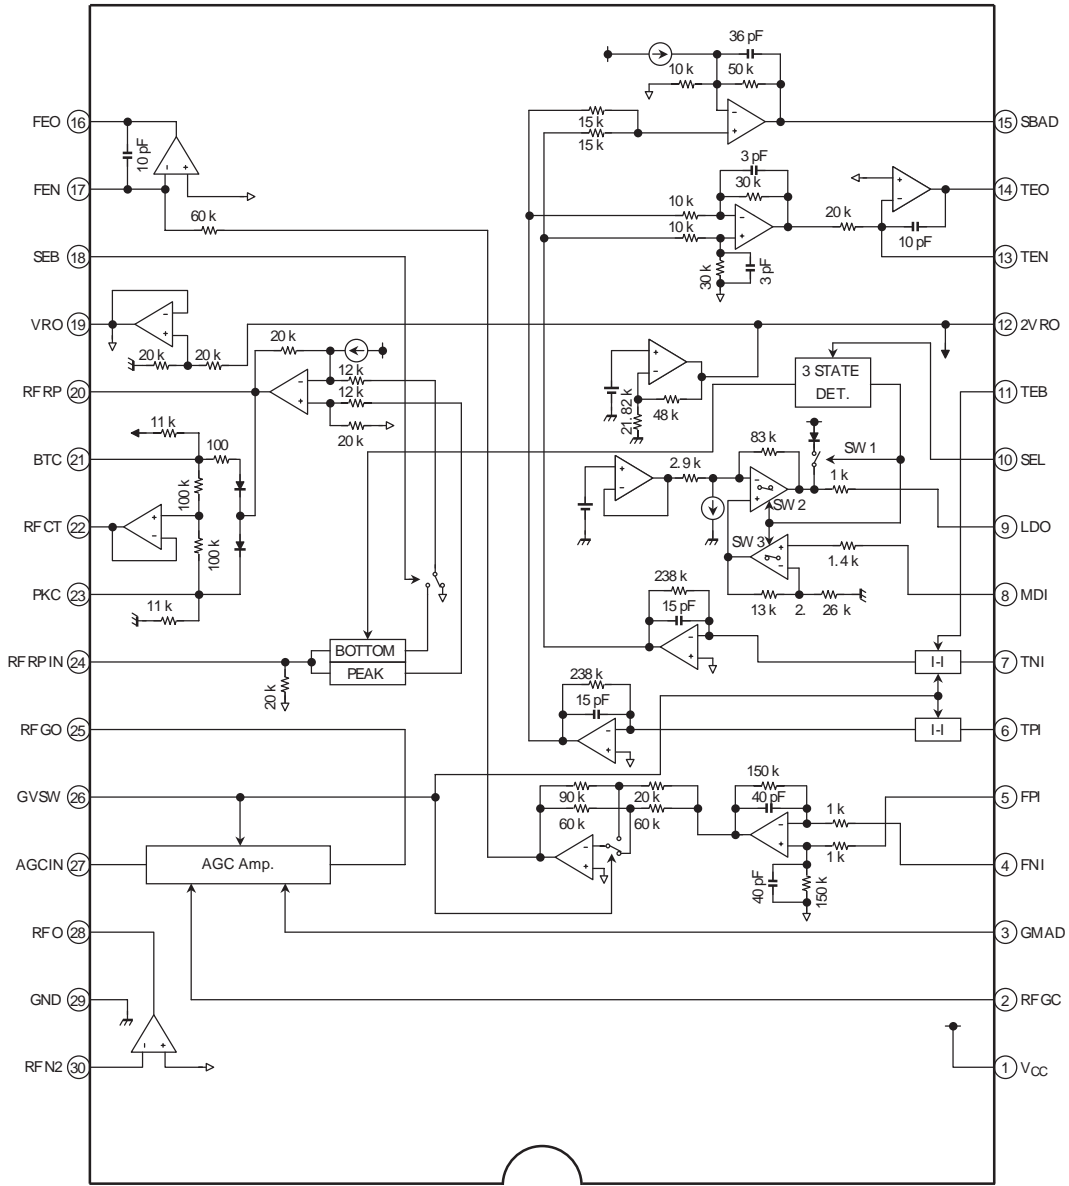 36 pF
10 k
50 k
15 k
15 k
FEO 16
15 SBAD
10 pF
3 pF
30 k
FEN 17
14 TEO
60 k
10 k
10 k
20 k
10 pF
SEB 18
13 TEN
30 k
3 pF
VRO 19
12 2VRO
20 k
20 k
20 k
12 k
12 k
20 k
3 STATE
DET.
RFRP 20
11 TEB
21.82 k
48 k
11 k
100
83 k
SW 1
BTC 21
10 SEL
2.9 k
1 k
100 k
SW 2
RFCT 22
9 LDO
100 k
SW 3
1.4 k
PKC 23
8 MDI
238 k
15 pF
13 k
2.
26 k
11 k
BOTTOM
PEAK
RFRPIN 24
I-I
7 TNI
20 k
238 k
15 pF
RFGO 25
I-I
6 TPI
150 k
GVSW 26
5 FPI
90 k
20 k
40 pF
60 k
60 k
1 k
1 k
AGCIN 27
AGC Amp.
4 FNI
40 pF
150 k
RFO 28
3 GMAD
GND 29
2 RFGC
RFN2 30
1 VCC